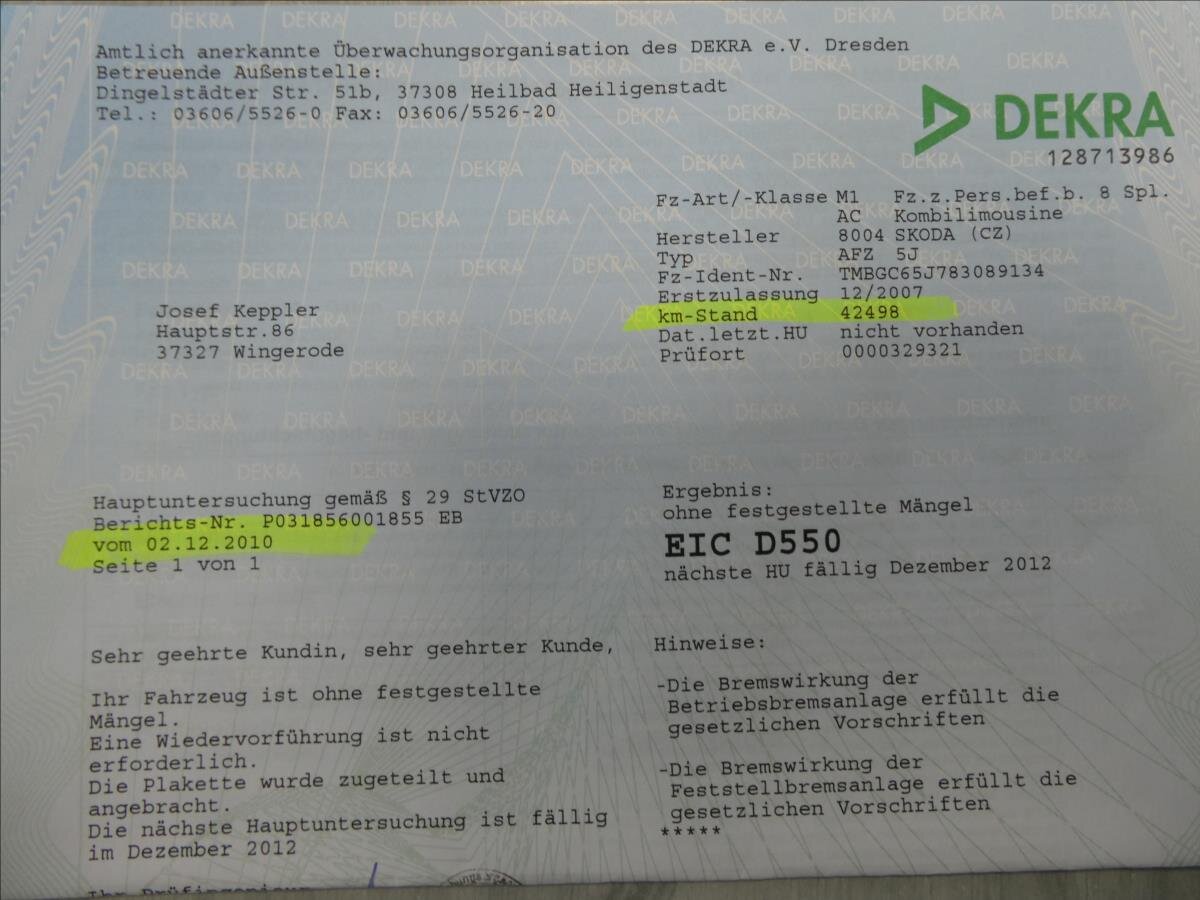 Amtlich anerkannte Überwachungsorganisation des DEKRA e.V. Dresden
Betreuende Außenstelle:
Dingelstädter Str. 51b, 37308 Heilbad Heiligenstadt
Tel.: 03606/5526-0 Fax: 03606/5526-20
DEKRA
128713986
Fz-Art/-Klasse M1 Fz.z.Pers.bef.b. 8 Spl.
AC Kombilimousine
Hersteller 8004 SKODA (CZ)
Typ AFZ 5J
Fz-Ident-Nr. TMBGC65J783089134
Erstzulassung 12/2007
km-Stand 42498
Dat.letzt.HU nicht vorhanden
Prüfort 0000329321
Josef Keppler
Hauptstr.86
37327 Wingerode
Hauptuntersuchung gemäß § 29 StVZO
Berichts-Nr. P031856001855 EB
vom 02.12.2010
Seite 1 von 1
Ergebnis:
ohne festgestellte Mängel
EIC D550
nächste HU fällig Dezember 2012
Sehr geehrte Kundin, sehr geehrter Kunde,
Ihr Fahrzeug ist ohne festgestellte
Mängel.
Eine Wiedervorführung ist nicht
erforderlich.
Die Plakette wurde zugeteilt und
angebracht.
Die nächste Hauptuntersuchung ist fällig
im Dezember 2012
Ihr Prüfingenieur
Hinweise:
-Die Bremswirkung der
Betriebsbremsanlage erfüllt die
gesetzlichen Vorschriften
-Die Bremswirkung der
Feststellbremsanlage erfüllt die
gesetzlichen Vorschriften
*****